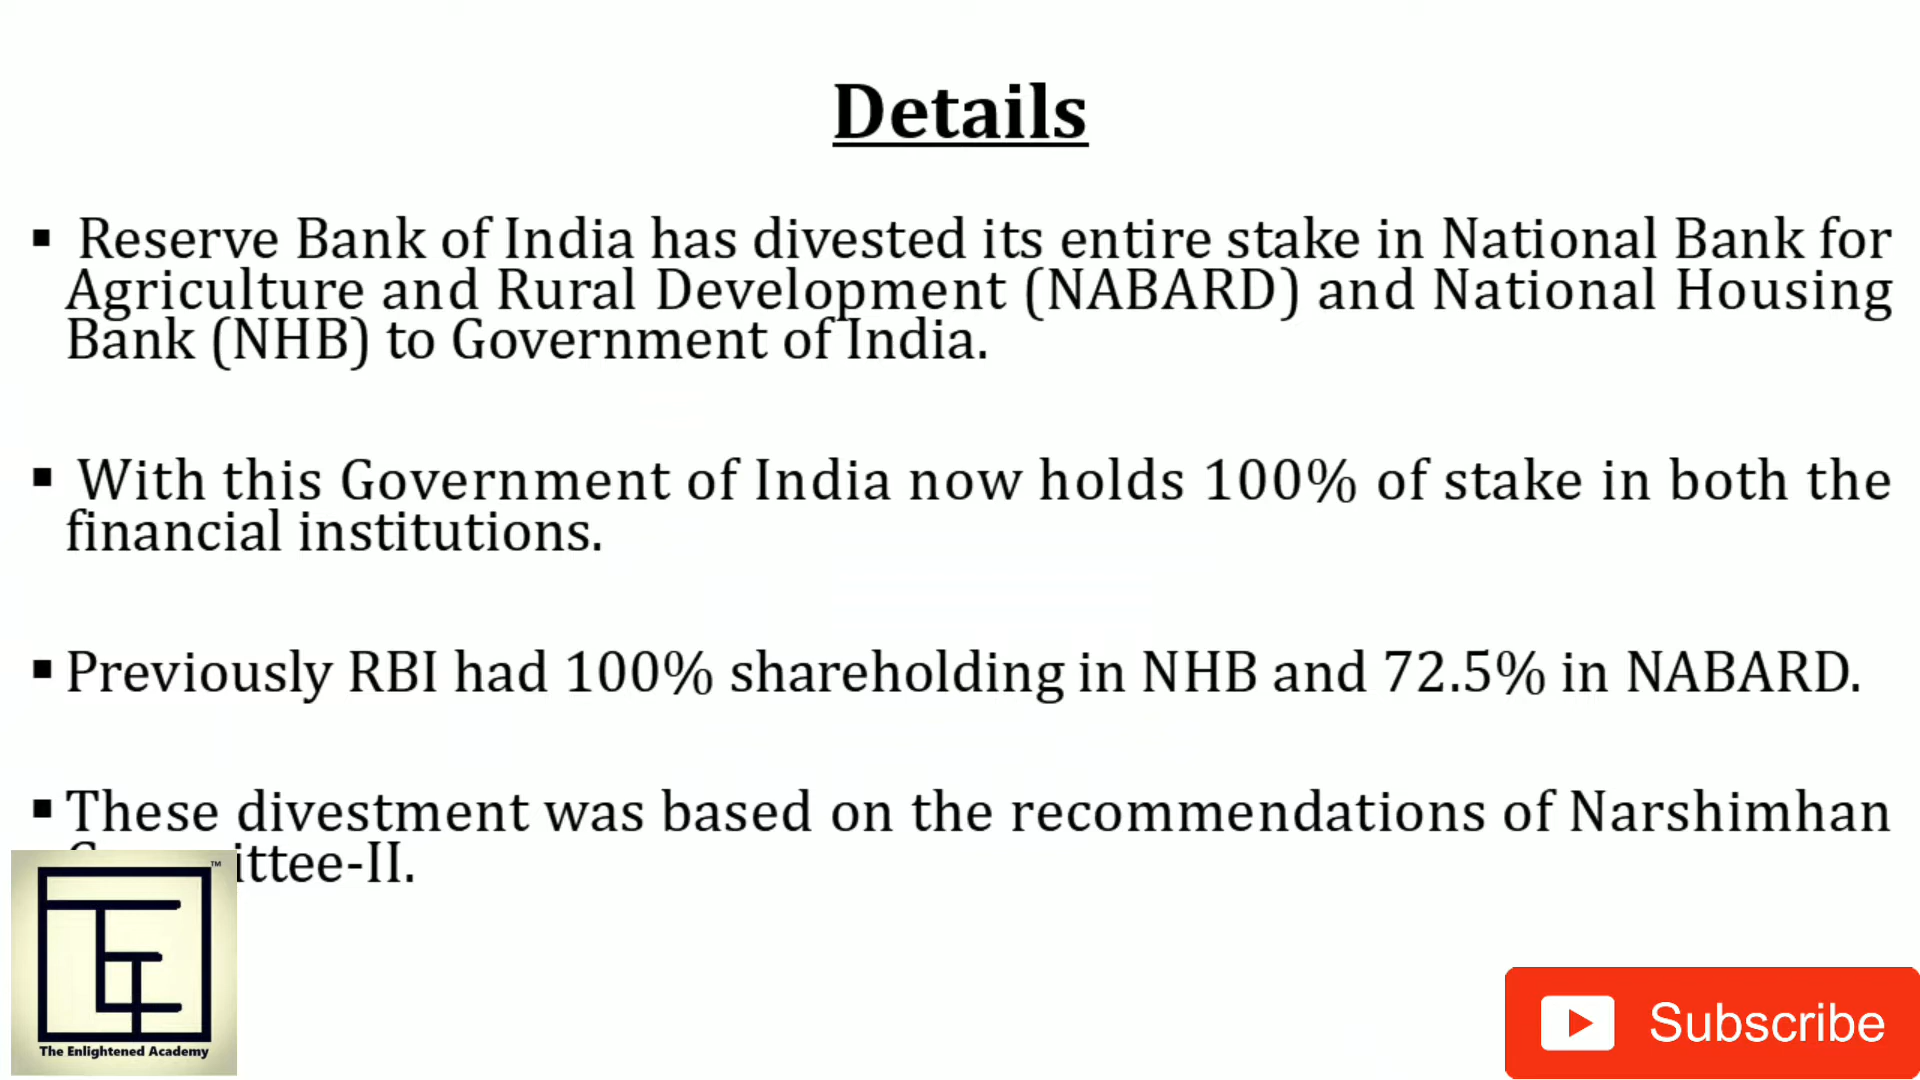 Details
▪ Reserve Bank of India has divested its entire stake in National Bank for
Agriculture and Rural Development (NABARD) and National Housing
Bank (NHB) to Government of India.
▪ With this Government of India now holds 100% of stake in both the
financial institutions.
▪ Previously RBI had 100% shareholding in NHB and 72.5% in NABARD.
▪ These divestment was based on the recommendations of Narshimhan
ittee-II.
TM
The Enlightened Academy
Subscribe